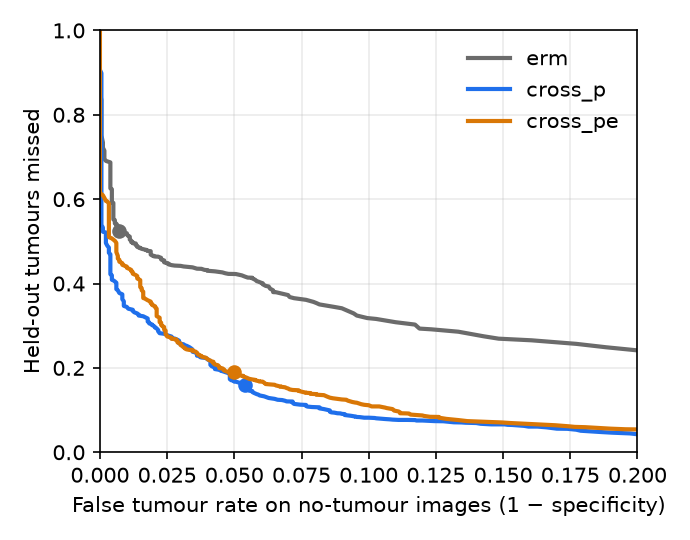 1.0
0.8
0.6
0.4
0.2
0.0
Held-out tumours missed
erm
cross_p
cross_pe
0.000 0.025 0.050 0.075 0.100 0.125 0.150 0.175 0.200
False tumour rate on no-tumour images (1 − specificity)